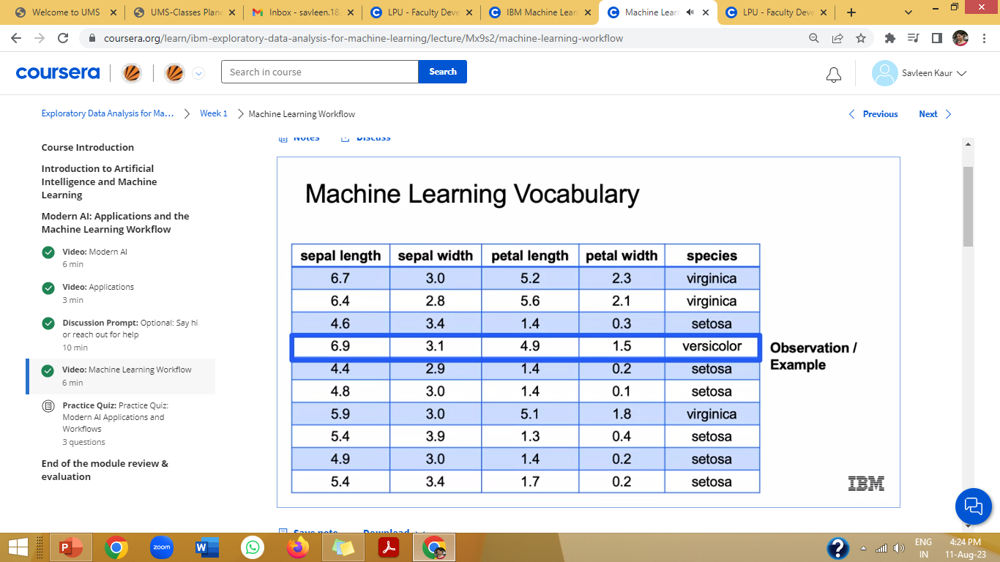 Welcome to UMS
UMS-Classes Plane
Inbox - savleen.18
LPU - Faculty Deve
IBM Machine Lear
Machine Lear
LPU - Faculty Deve
coursera.org/learn/ibm-exploratory-data-analysis-for-machine-learning/lecture/Mx9s2/machine-learning-workflow
coursera
Search in course
Search
Savleen Kaur
Exploratory Data Analysis for Ma...
Week 1
Machine Learning Workflow
Previous
Next
Course Introduction
Introduction to Artificial
Intelligence and Machine
Learning
Modern AI: Applications and the
Machine Learning Workflow
Video: Modern AI
6 min
Video: Applications
3 min
Discussion Prompt: Optional: Say hi
or reach out for help
10 min
Video: Machine Learning Workflow
6 min
Practice Quiz: Practice Quiz:
Modern AI Applications and
Workflows
3 questions
End of the module review &
evaluation
Notes Discuss
Machine Learning Vocabulary
sepal length sepal width petal length petal width species
6.7 3.0 5.2 2.3 virginica
6.4 2.8 5.6 2.1 virginica
4.6 3.4 1.4 0.3 setosa
6.9 3.1 4.9 1.5 versicolor
4.4 2.9 1.4 0.2 setosa
4.8 3.0 1.4 0.1 setosa
5.9 3.0 5.1 1.8 virginica
5.4 3.9 1.3 0.4 setosa
4.9 3.0 1.4 0.2 setosa
5.4 3.4 1.7 0.2 setosa
Observation /
Example
IBM
Save note Download
zoom
ENG
IN
4:24 PM
11-Aug-23